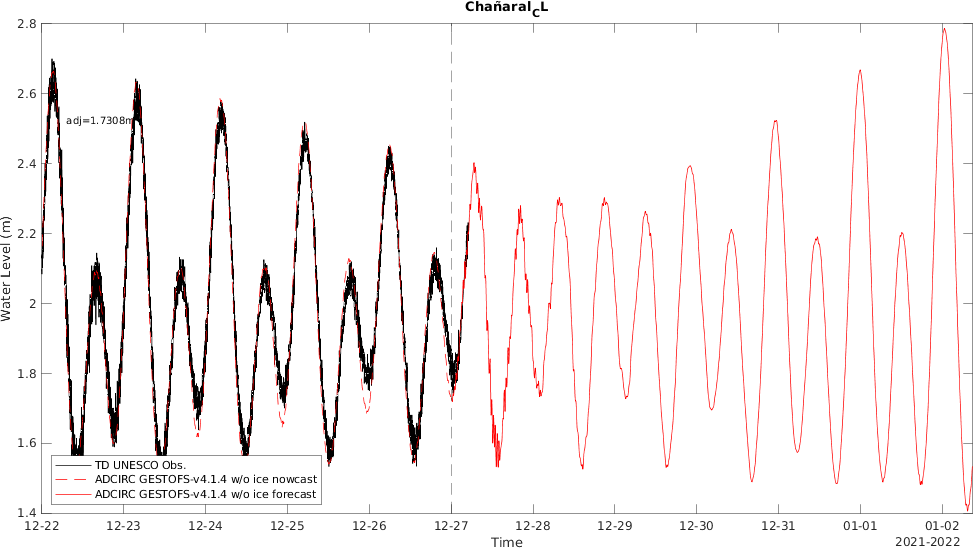 Chañaral_CL
2.8
2.6
2.4
2.2
2
1.8
1.6
1.4
Water Level (m)
adj=1.7308m
TD UNESCO Obs.
ADCIRC GESTOFS-v4.1.4 w/o ice nowcast
ADCIRC GESTOFS-v4.1.4 w/o ice forecast
12-22 12-23 12-24 12-25 12-26 12-27 12-28 12-29 12-30 12-31 01-01 01-02
Time
2021-2022